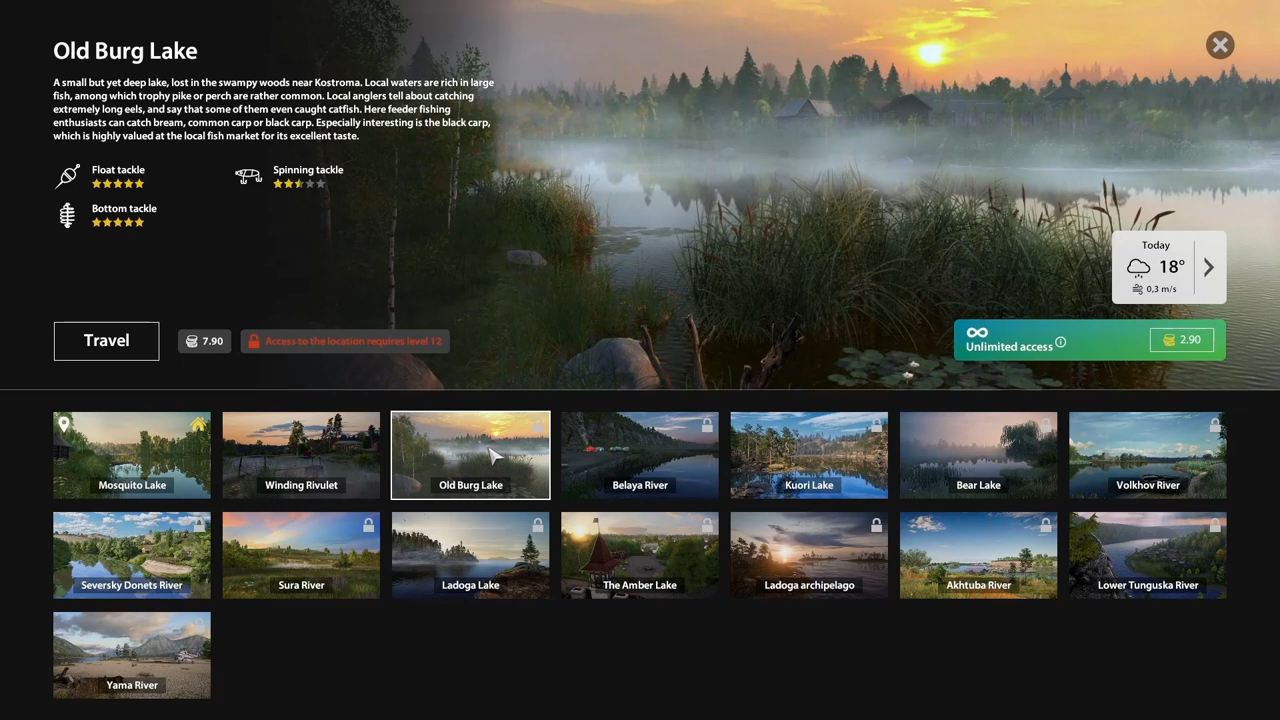 Old Burg Lake
A small but yet deep lake, lost in the swampy woods near Kostroma. Local waters are rich in large
fish, among which trophy pike or perch are rather common. Local anglers tell about catching
extremely long eels, and say that some of them even caught catfish. Here feeder fishing
enthusiasts can catch bream, common carp or black carp. Especially interesting is the black carp,
which is highly valued at the local fish market for its excellent taste.
Float tackle
Spinning tackle
Bottom tackle
Today
18°
0,3 m/s
Travel
7.90
Access to the location requires level 12
Unlimited access
2.90
Mosquito Lake
Winding Rivulet
Old Burg Lake
Belaya River
Kuori Lake
Bear Lake
Volkhov River
Seversky Donets River
Sura River
Ladoga Lake
The Amber Lake
Ladoga archipelago
Akhtuba River
Lower Tunguska River
Yama River